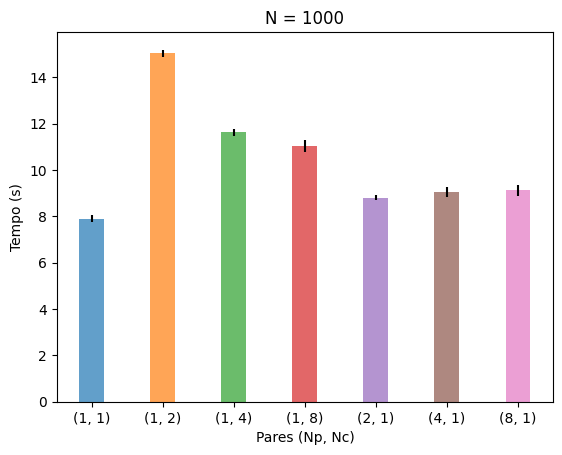 N = 1000
Tempo (s)
14
12
10
8
6
4
2
0
(1, 1) (1, 2) (1, 4) (1, 8) (2, 1) (4, 1) (8, 1)
Pares (Np, Nc)